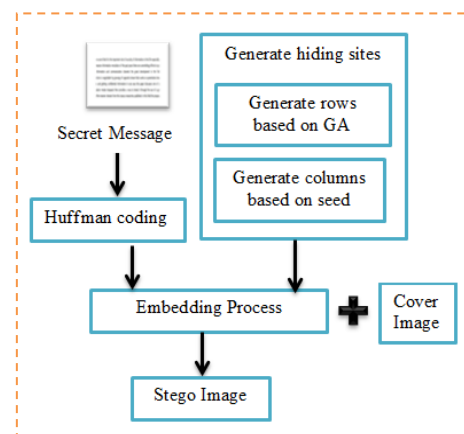 Generate hiding sites
Generate rows
based on GA
Secret Message
Generate columns
based on seed
Huffman coding
Embedding Process
Cover
Image
Stego Image